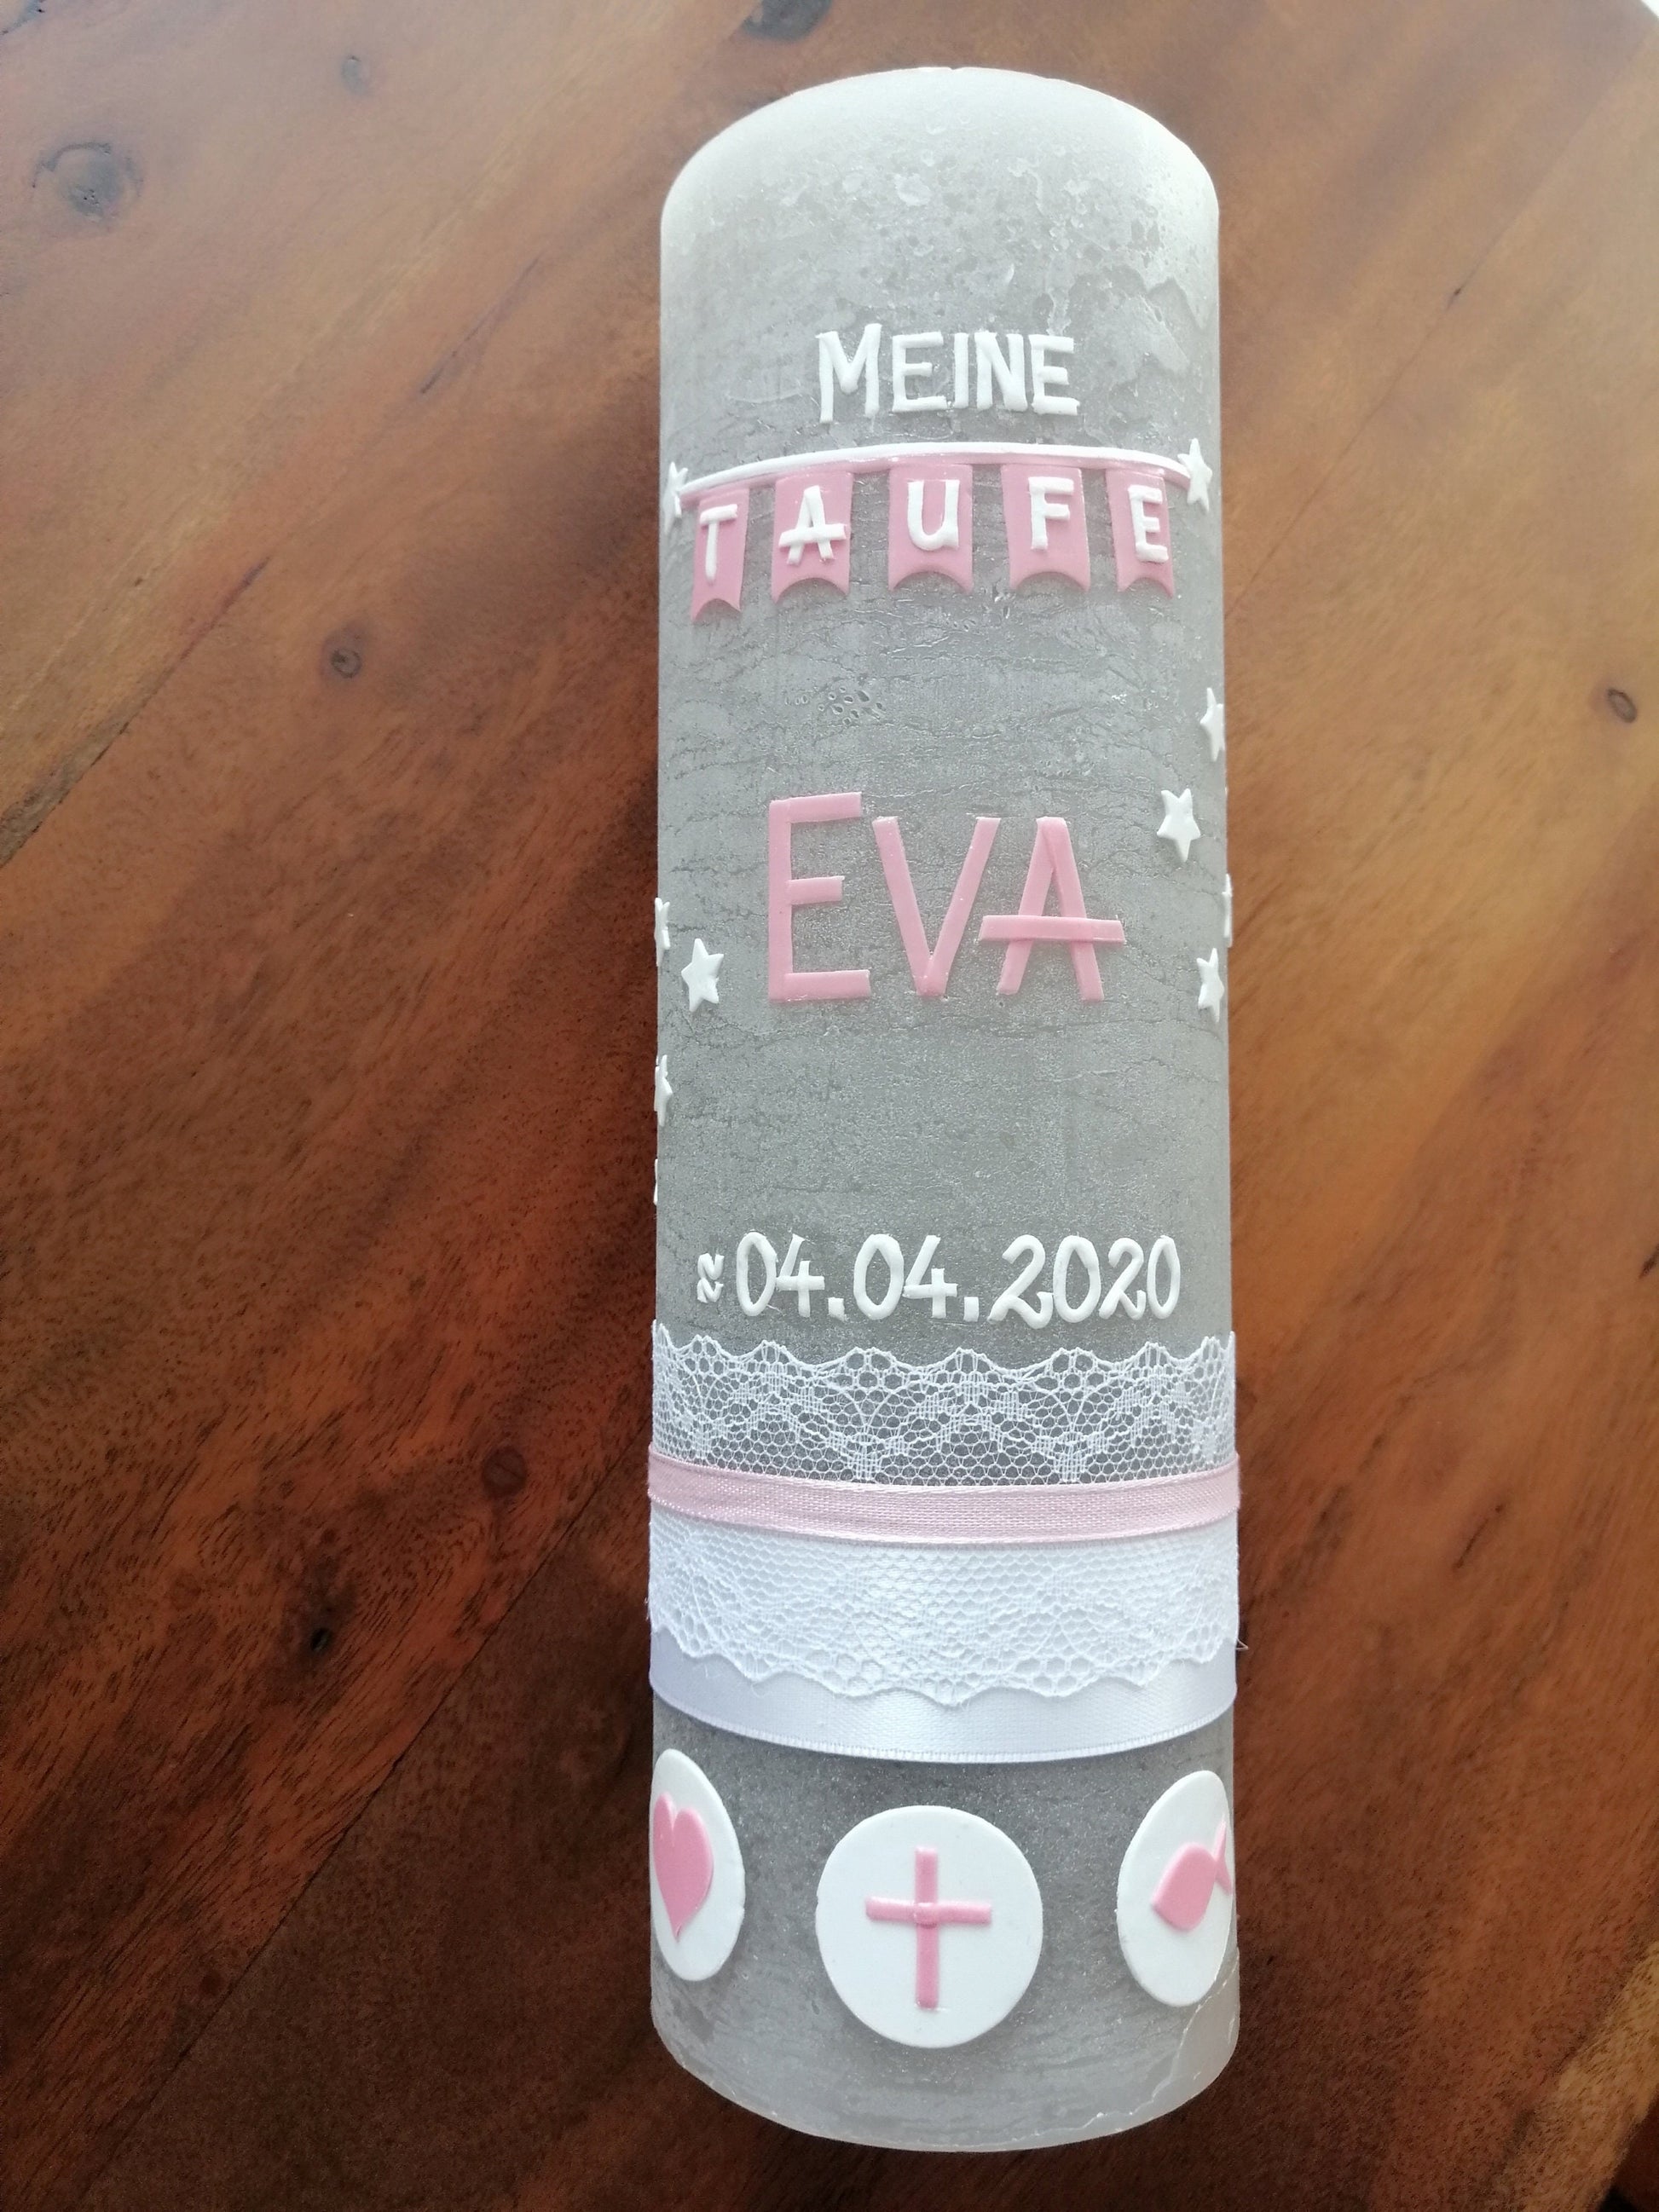 MEINE
TAUFE
EVA
≈ 04.04.2020